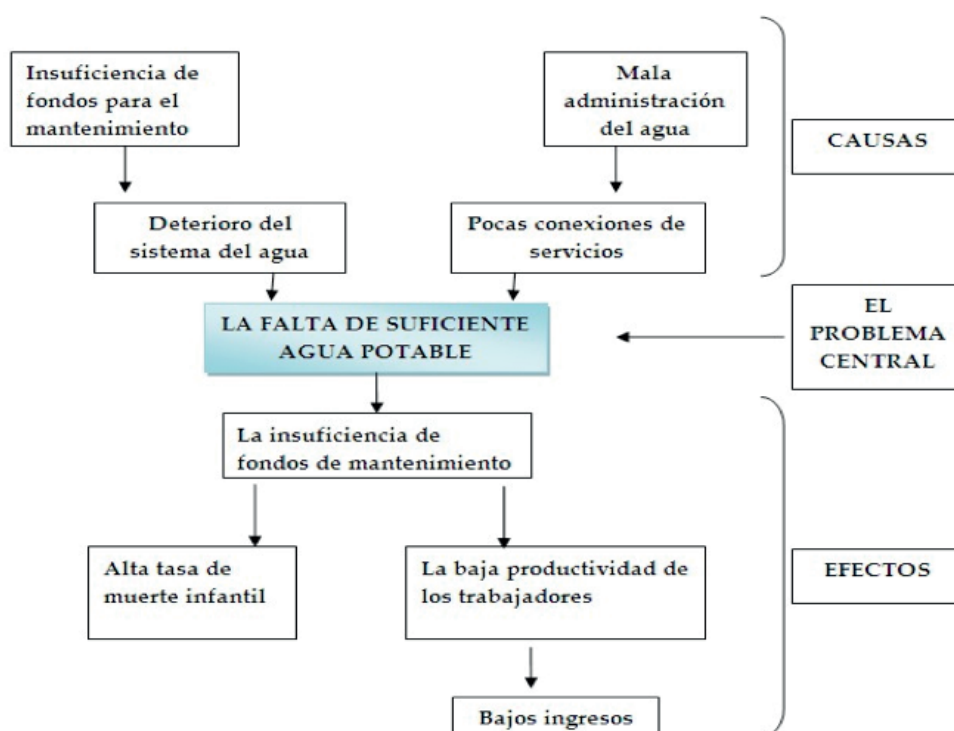 Insuficiencia de
fondos para el
mantenimiento
Mala
administración
del agua
CAUSAS
Deterioro del
sistema del agua
Pocas conexiones de
servicios
LA FALTA DE SUFICIENTE
AGUA POTABLE
EL
PROBLEMA
CENTRAL
La insuficiencia de
fondos de mantenimiento
Alta tasa de
muerte infantil
La baja productividad de
los trabajadores
EFECTOS
Bajos ingresos